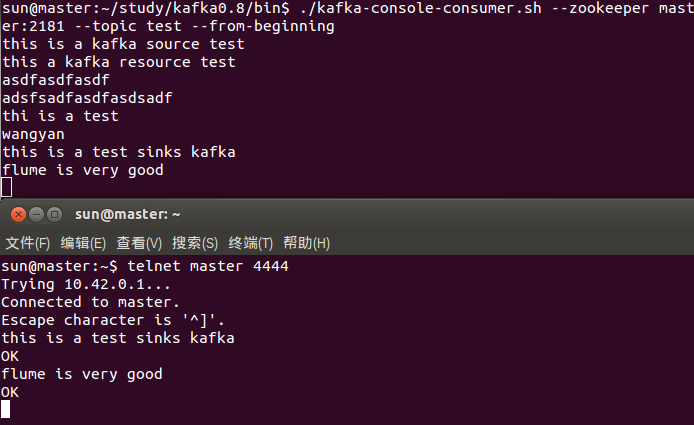 sun@master:~/study/kafka0.8/bin$ ./kafka-console-consumer.sh --zookeeper mast
er:2181 --topic test --from-beginning
this is a kafka source test
this a kafka resource test
asdfasdfasdf
adsfsadfasdfasdsadf
thi is a test
wangyan
this is a test sinks kafka
flume is very good
sun@master: ~
文件(F) 编辑(E) 查看(V) 搜索(S) 终端(T) 帮助(H)
sun@master:~$ telnet master 4444
Trying 10.42.0.1...
Connected to master.
Escape character is '^]'.
this is a test sinks kafka
OK
flume is very good
OK